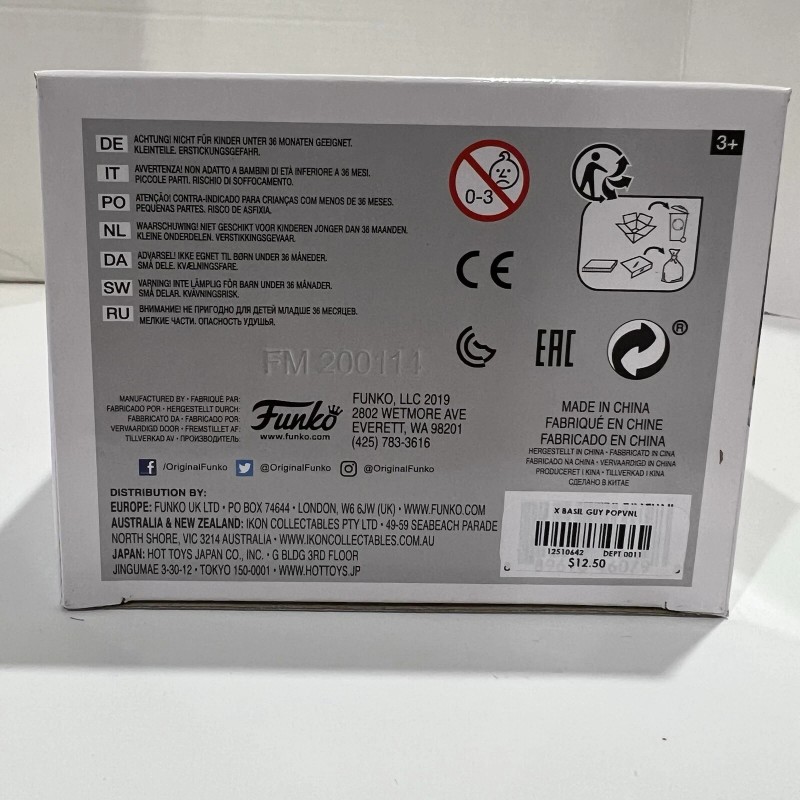 3+
DE ACHTUNG! NICHT FÜR KINDER UNTER 36 MONATEN GEEIGNET.
KLEINTEILE. ERSTICKUNGSGEFAHR.
IT AVVERTENZA! NON ADATTO A BAMBINI DI ETÀ INFERIORE A 36 MESI.
PICCOLE PARTI. RISCHIO DI SOFFOCAMENTO.
PO ATENÇÃO! CONTRA-INDICADO PARA CRIANÇAS COM MENOS DE 36 MESES.
PEQUENAS PARTES. RISCO DE ASFIXIA.
NL WAARSCHUWING! NIET GESCHIKT VOOR KINDEREN JONGER DAN 36 MAANDEN.
KLEINE ONDERDELEN. VERSTIKKINGSGEVAAR.
DA ADVARSEL! IKKE EGNET TIL BØRN UNDER 36 MÅNEDER.
SMÅ DELE. KVÆLNINGSFARE.
SW VARNING! INTE LÄMPLIG FÖR BARN UNDER 36 MÅNADER.
SMÅ DELAR. KVÄVNINGSRISK.
RU ВНИМАНИЕ! НЕ ПРИГОДНО ДЛЯ ДЕТЕЙ МЛАДШЕ 36 МЕСЯЦЕВ.
МЕЛКИЕ ЧАСТИ. ОПАСНОСТЬ УДУШЬЯ.
0-3
CE
EAC
®
FM 200114
MANUFACTURED BY • FABRIQUÉ PAR:
FABRICADO POR • HERGESTELLT DURCH:
FABBRICATO DA • FABRICADO POR:
VERVAARDIGD DOOR • FREMSTILLET AF:
TILLVERKAD AV • ПРОИЗВОДИТЕЛЬ:
Funko
www.funko.com
FUNKO, LLC 2019
2802 WETMORE AVE
EVERETT, WA 98201
(425) 783-3616
MADE IN CHINA
FABRIQUÉ EN CHINE
FABRICADO EN CHINA
HERGESTELLT IN CHINA • FABBRICATO IN CINA
FABRICADO NA CHINA • VERVAARDIGD IN CHINA
PRODUCERET I KINA • TILLVERKAD I KINA
СДЕЛАНО В КИТАЕ
/OriginalFunko @OriginalFunko @OriginalFunko
DISTRIBUTION BY:
EUROPE: FUNKO UK LTD • PO BOX 74644 • LONDON, W6 6JW (UK) • WWW.FUNKO.COM
AUSTRALIA & NEW ZEALAND: IKON COLLECTABLES PTY LTD • 49-59 SEABEACH PARADE
NORTH SHORE, VIC 3214 AUSTRALIA • WWW.IKONCOLLECTABLES.COM.AU
JAPAN: HOT TOYS JAPAN CO., INC. • G BLDG 3RD FLOOR
JINGUMAE 3-30-12 • TOKYO 150-0001 • WWW.HOTTOYS.JP
X BASIL GUY POPVNL
12510642 DEPT 0011
$12.50